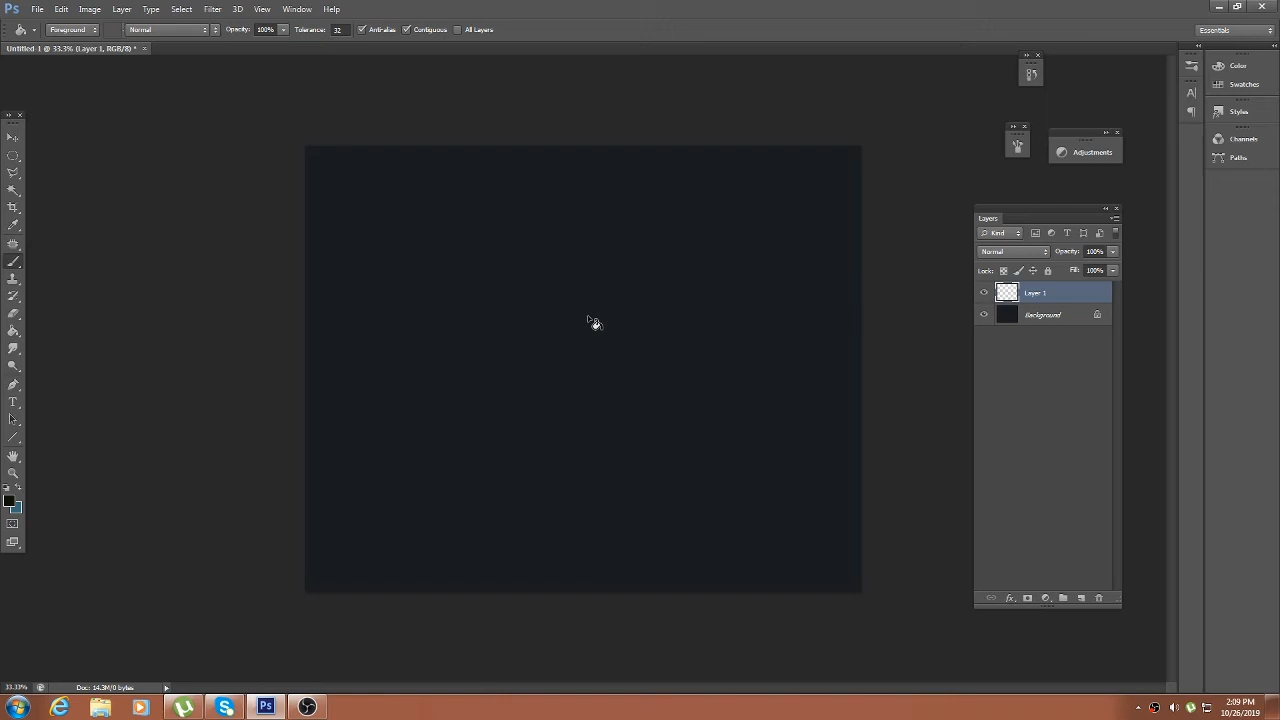 Ps File Edit Image Layer Type Select Filter 3D View Window Help
Foreground Normal Opacity: 100% Tolerance: 32 Anti-alias Contiguous All Layers Essentials
Untitled-1 @ 33.3% (Layer 1, RGB/8) *
Color
Swatches
Styles
Channels
Paths
Adjustments
Layers
Kind
Normal Opacity: 100%
Lock: Fill: 100%
Layer 1
Background
33.33% Doc: 14.3M/0 bytes
Ps
2:09 PM
10/26/2019